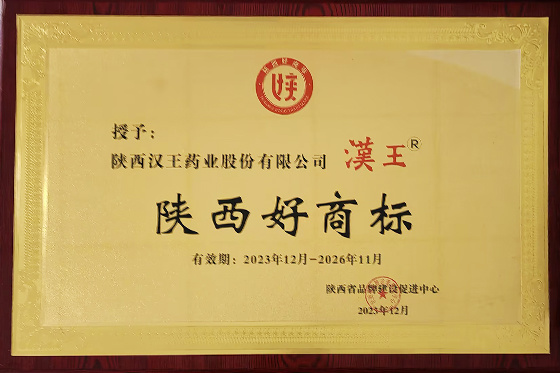 授予：
陕西汉王药业股份有限公司 漢王®
陕西好商标
有效期：2023年12月-2026年11月
陕西省品牌建设促进中心
2023年12月